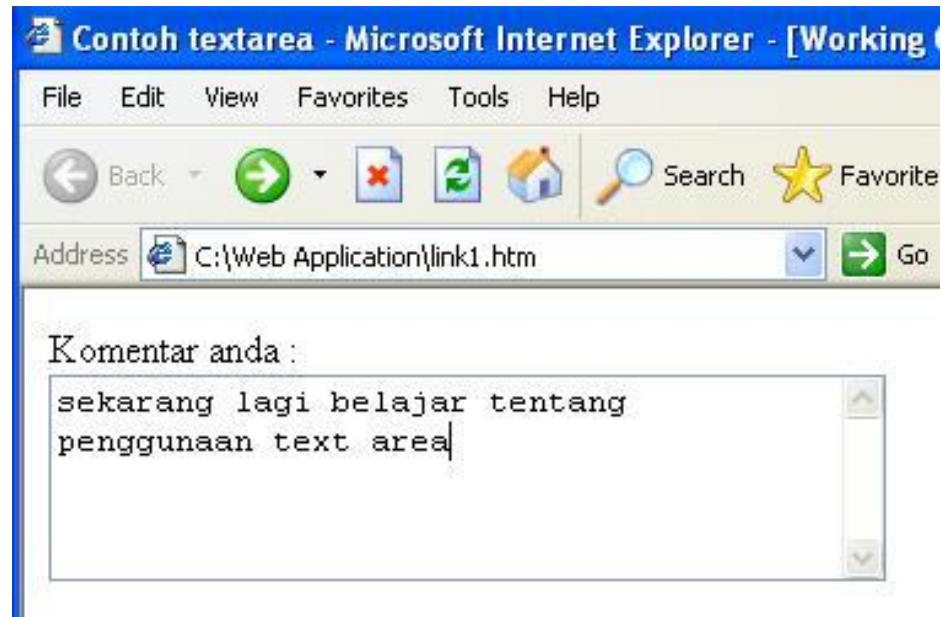 Contoh textarea - Microsoft Internet Explorer - [Working
File Edit View Favorites Tools Help
Back Search Favorite
Address C:\Web Application\link1.htm Go
Komentar anda :
sekarang lagi belajar tentang
penggunaan text area